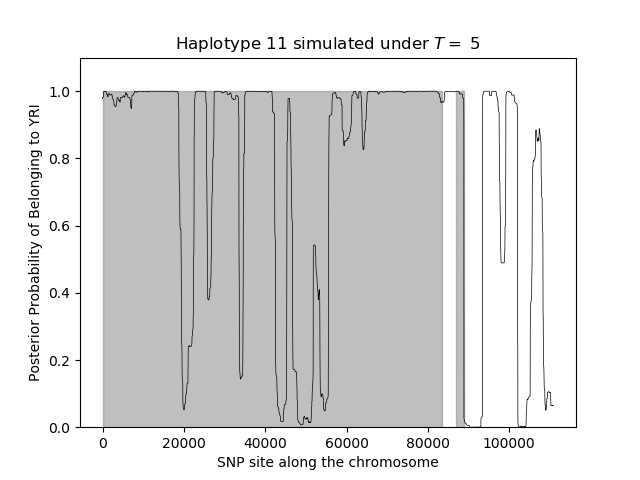 Haplotype 11 simulated under T = 5
Posterior Probability of Belonging to YRI
1.0
0.8
0.6
0.4
0.2
0.0
0 20000 40000 60000 80000 100000
SNP site along the chromosome